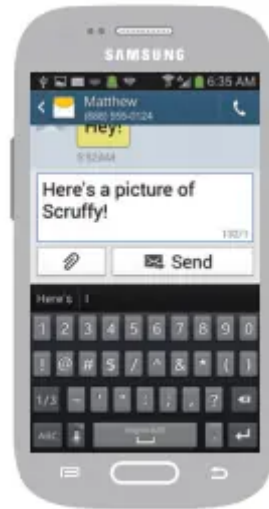 SAMSUNG
6:35 AM
Matthew
(888) 555-0124
Hey!
Here's a picture of
Scruffy!
Send
Here's I
1 2 3 4 5 6 7 8 9 0
! @ # $ / ^ & * ( )
1/3 ~ ' " : ; , ?
ABC .